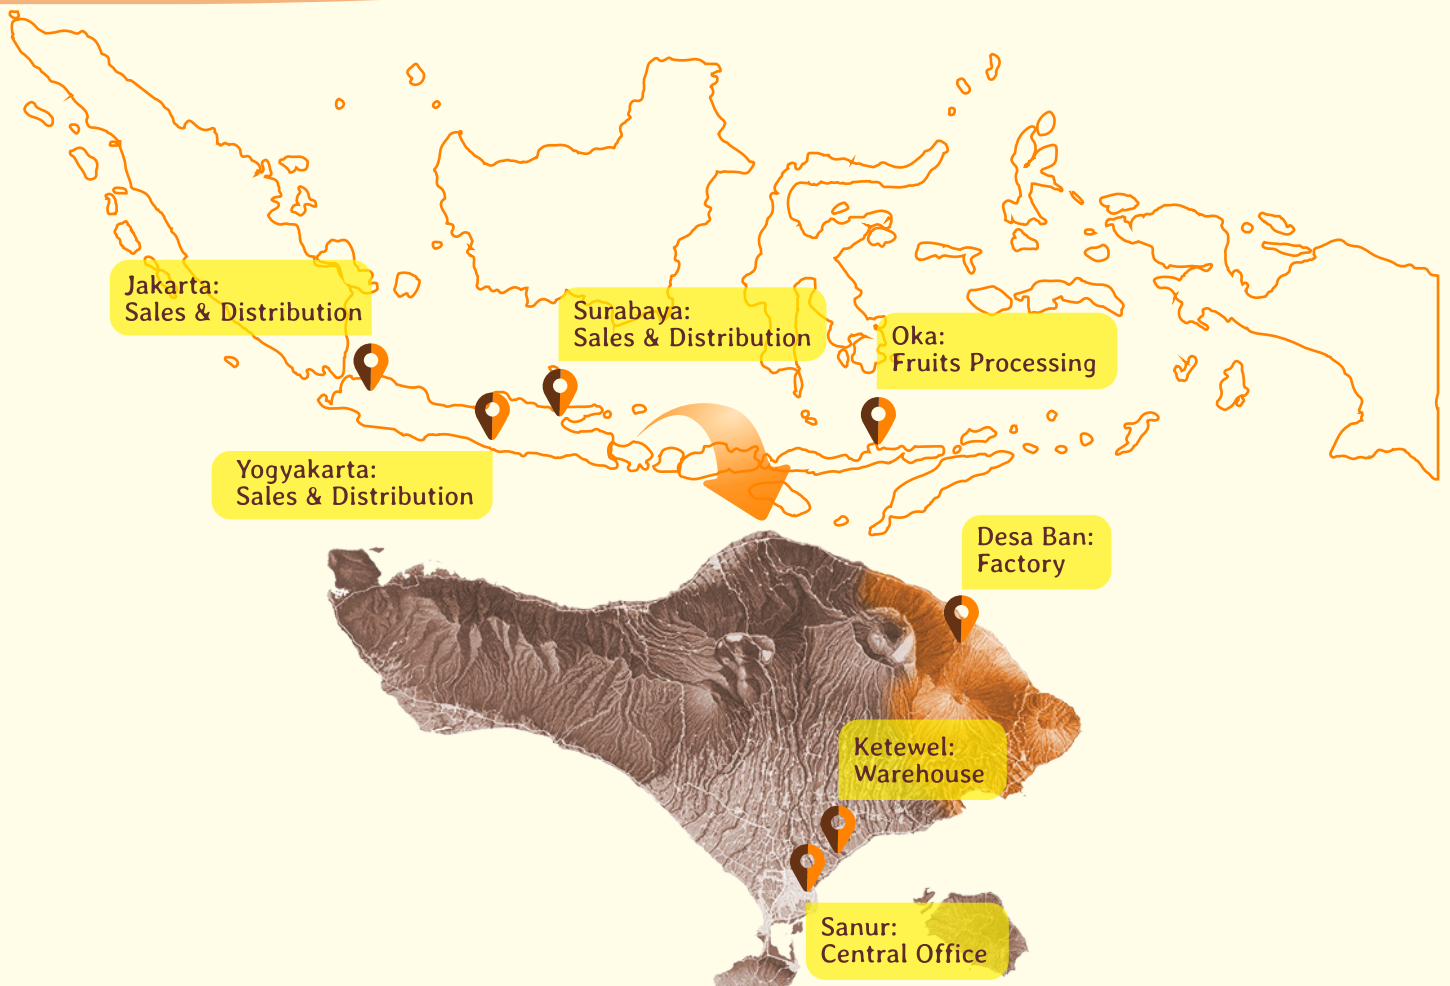 Jakarta:
Sales & Distribution
Surabaya:
Sales & Distribution
Oka:
Fruits Processing
Yogyakarta:
Sales & Distribution
Desa Ban:
Factory
Ketewel:
Warehouse
Sanur:
Central Office